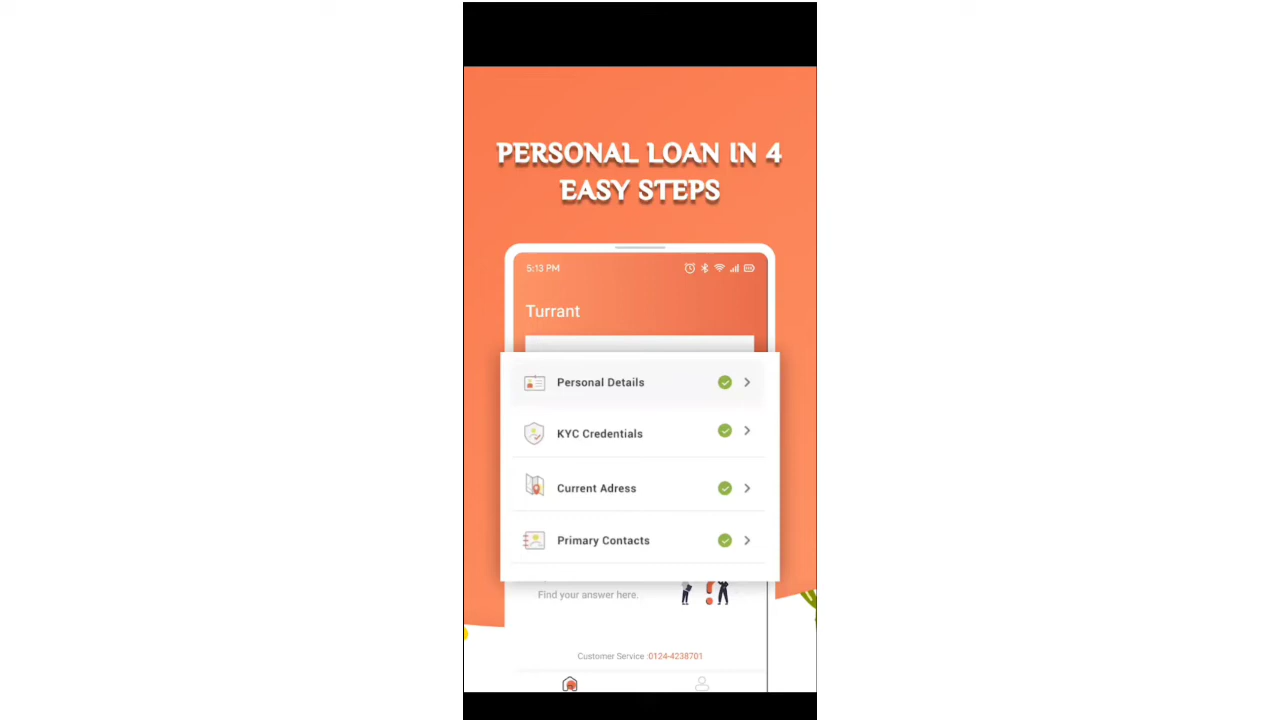 PERSONAL LOAN IN 4
EASY STEPS
5:13 PM
Turrant
Personal Details
KYC Credentials
Current Adress
Primary Contacts
Find your answer here.
Customer Service :0124-4238701